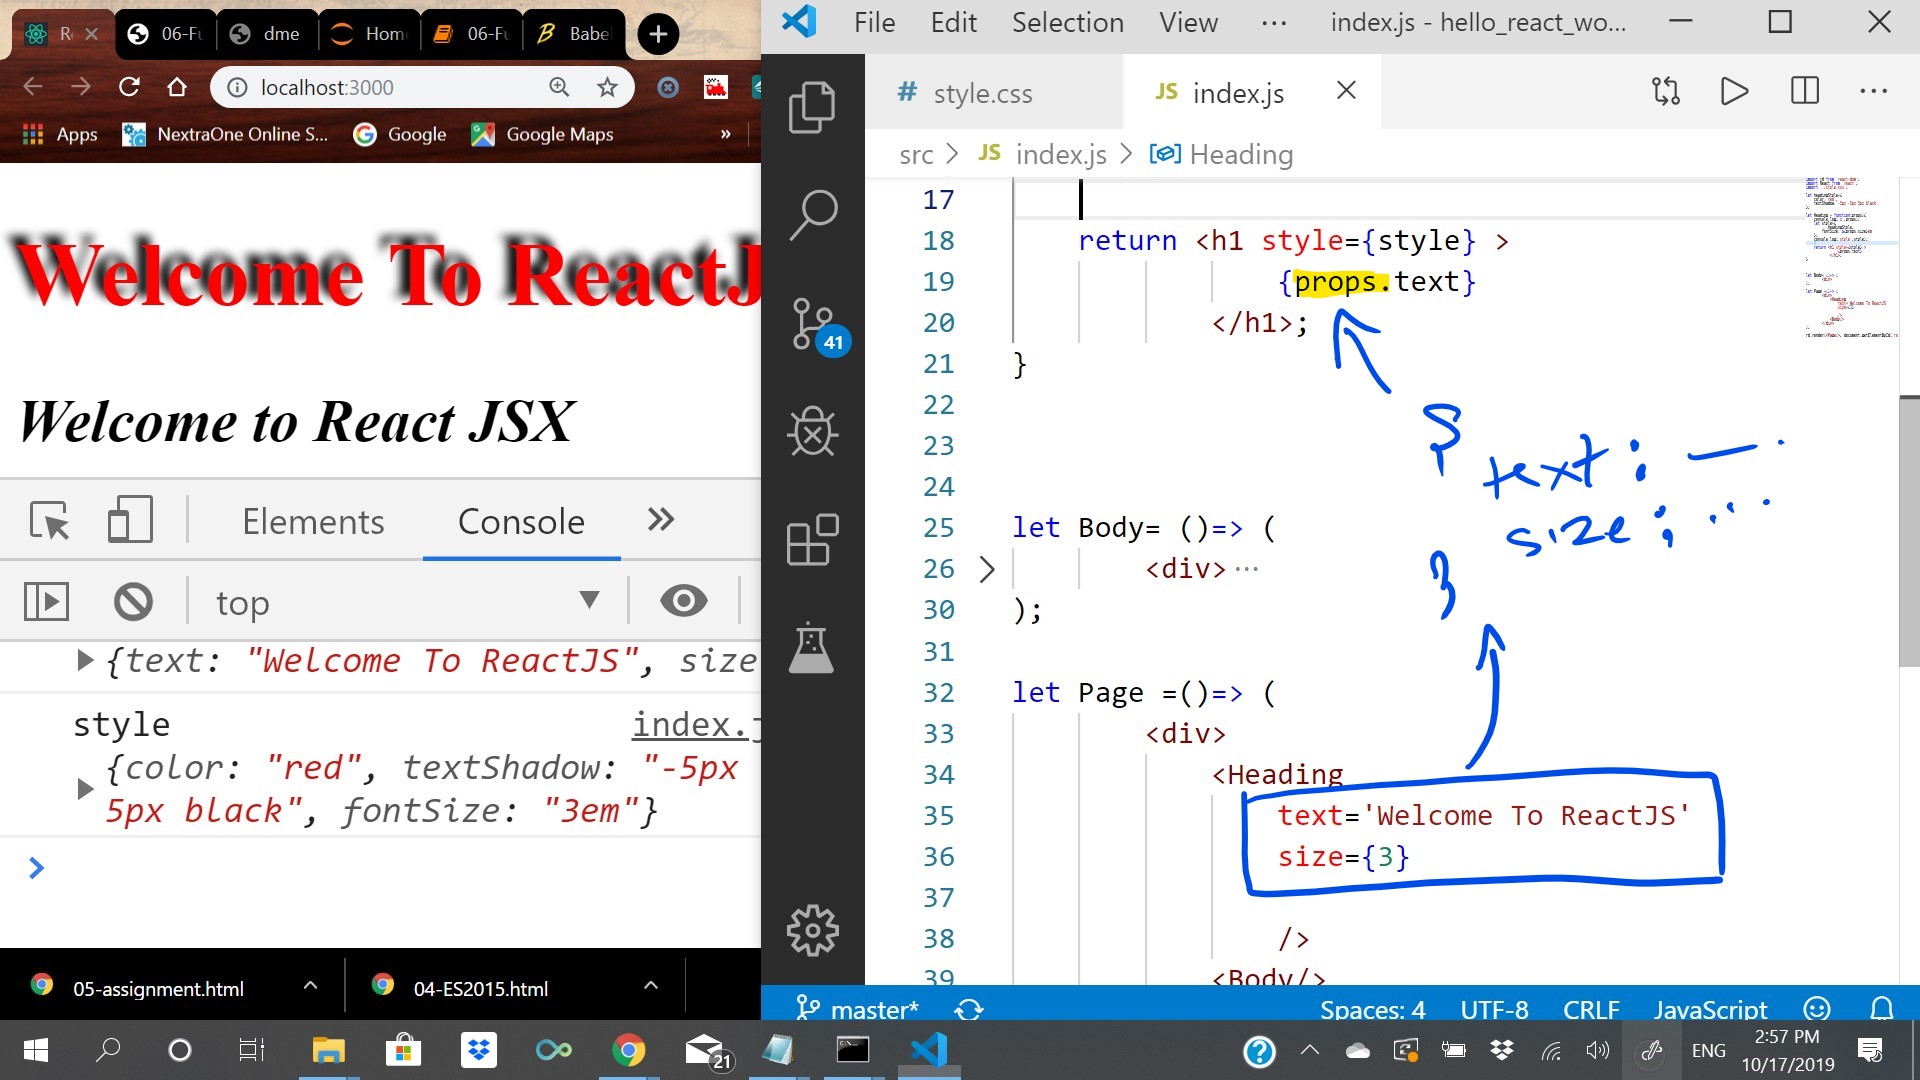 06-Fu
dme
Hom
06-Fu
Babel
localhost:3000
Apps
NextraOne Online S...
Google
Google Maps
»
Welcome To ReactJ
Welcome to React JSX
Elements
Console
top
{text: "Welcome To ReactJS", size
style
index.j
{color: "red", textShadow: "-5px
5px black", fontSize: "3em"}
05-assignment.html
04-ES2015.html
File Edit Selection View ··· index.js - hello_react_wo...
# style.css
JS index.js
src > JS index.js > Heading
41
17
18 return <h1 style={style} >
19 {props.text}
20 </h1>;
21 }
22
23
24
25 let Body= ()=> (
26 <div>···
30 );
31
32 let Page =()=> (
33 <div>
34 <Heading
35 text='Welcome To ReactJS'
36 size={3}
37
38 />
39 <Body/>
{
text : — .
size : ...
}
master*
Spaces: 4 UTF-8 CRLF JavaScript
21
ENG
2:57 PM
10/17/2019